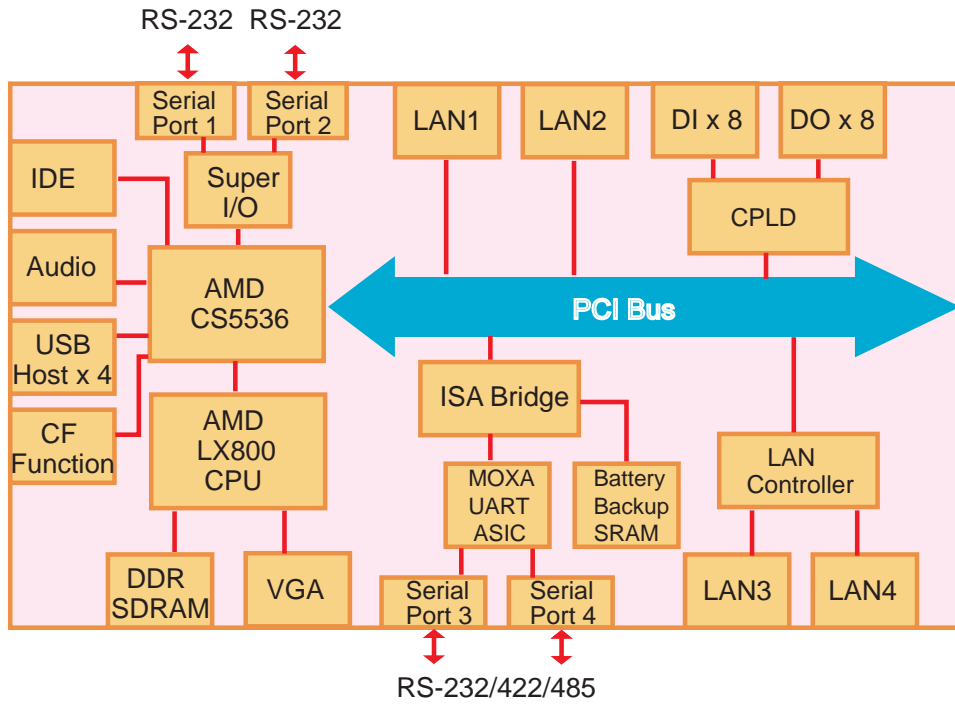 RS-232
RS-232
Serial
Port 1
Serial
Port 2
LAN1
LAN2
DI x 8
DO x 8
IDE
Super
I/O
CPLD
Audio
AMD
CS5536
PCI Bus
USB
Host x 4
CF
Function
AMD
LX800
CPU
ISA Bridge
MOXA
UART
ASIC
Battery
Backup
SRAM
LAN
Controller
DDR
SDRAM
VGA
Serial
Port 3
Serial
Port 4
LAN3
LAN4
RS-232/422/485